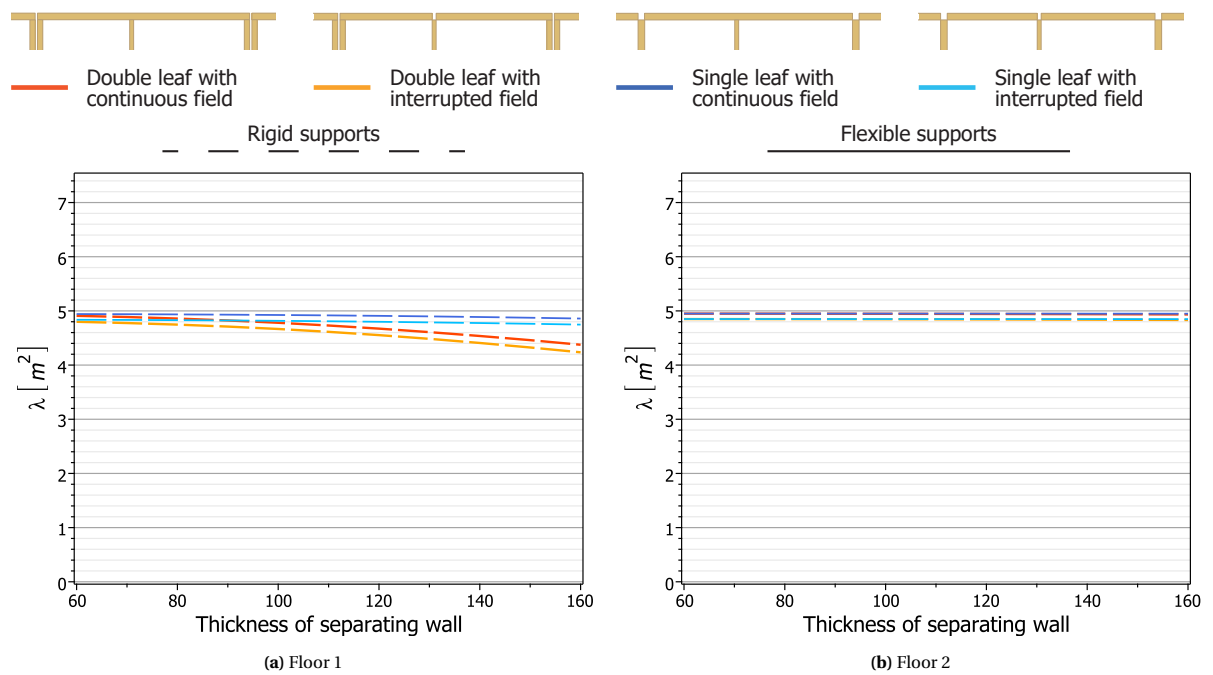 Double leaf with
continuous field
Double leaf with
interrupted field
Single leaf with
continuous field
Single leaf with
interrupted field
Rigid supports
Flexible supports
7
6
5
4
3
2
1
0
λ [ m² ]
60 80 100 120 140 160
Thickness of separating wall
(a) Floor 1
7
6
5
4
3
2
1
0
λ [ m² ]
60 80 100 120 140 160
Thickness of separating wall
(b) Floor 2